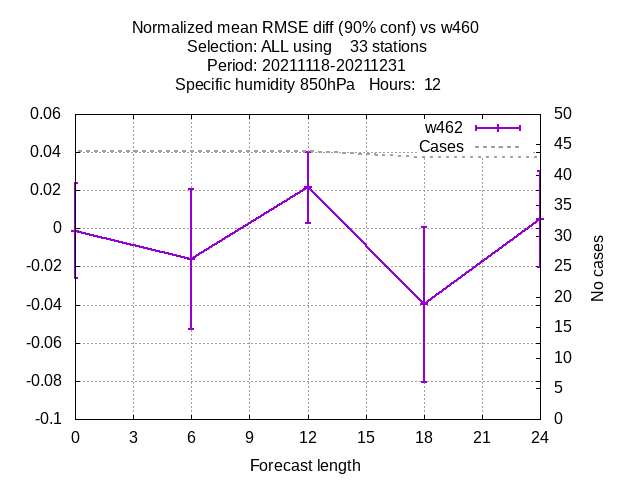 Normalized mean RMSE diff (90% conf) vs w460
Selection: ALL using    33 stations
Period: 20211118-20211231
Specific humidity 850hPa   Hours:  12
w462
Cases
0.06
0.04
0.02
0
-0.02
-0.04
-0.06
-0.08
-0.1
50
45
40
35
30
25
20
15
10
5
0
No cases
0 3 6 9 12 15 18 21 24
Forecast length